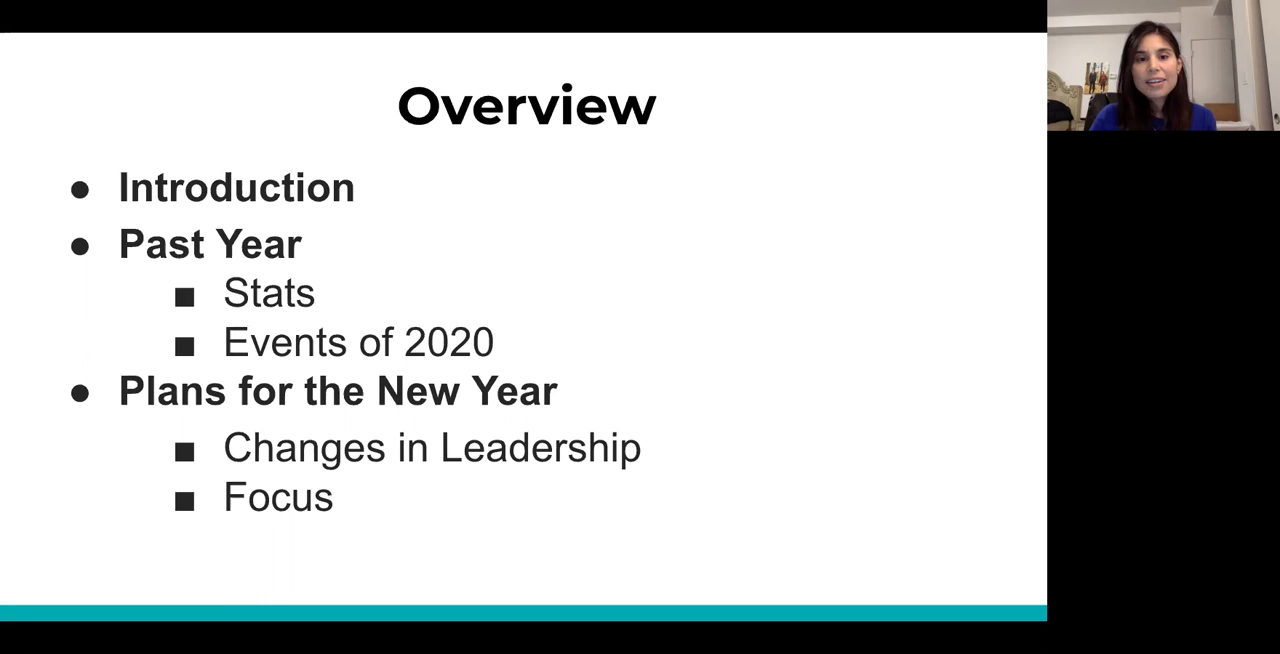 Overview
● Introduction
● Past Year
■ Stats
■ Events of 2020
● Plans for the New Year
■ Changes in Leadership
■ Focus